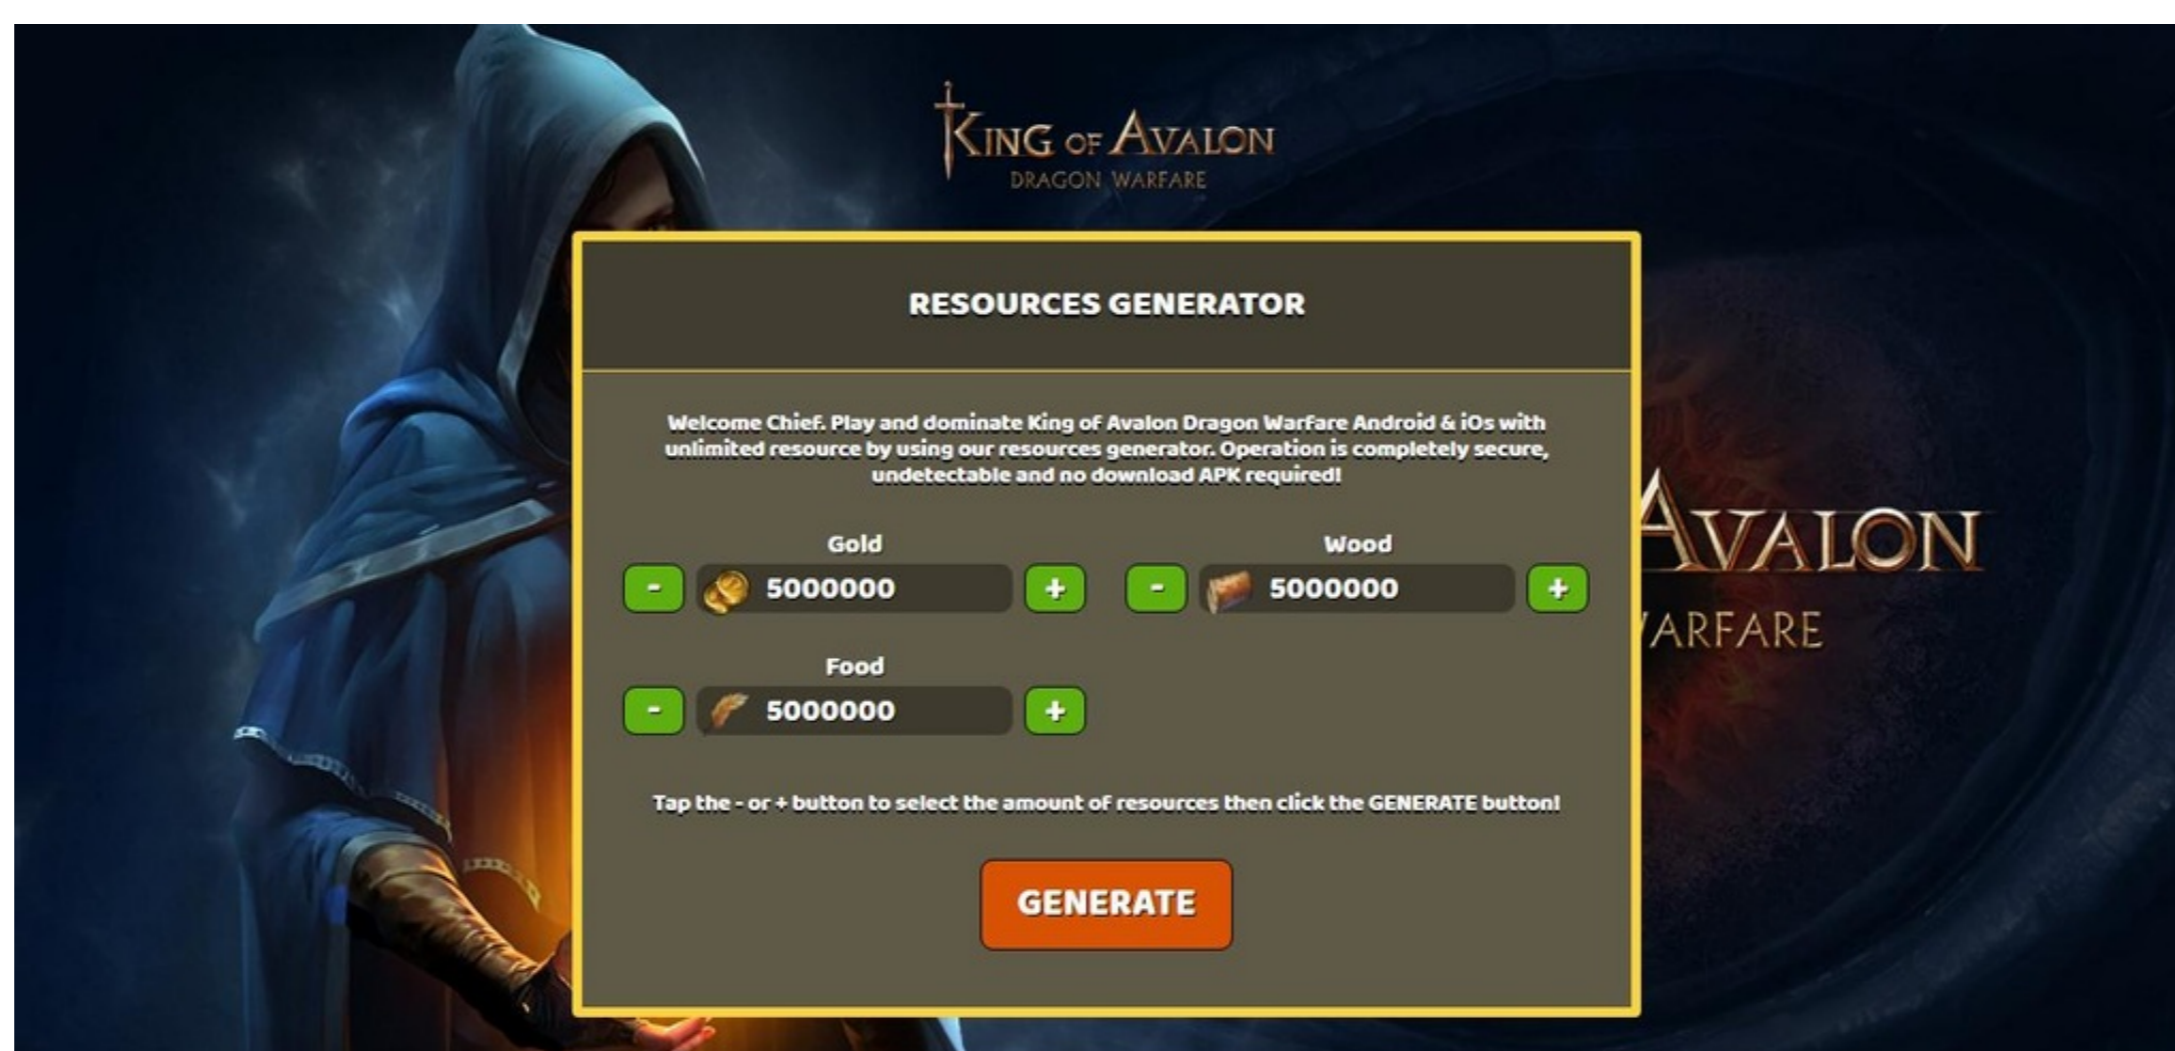 KING OF AVALON
DRAGON WARFARE
RESOURCES GENERATOR
Welcome Chief. Play and dominate King of Avalon Dragon Warfare Android & iOs with
unlimited resource by using our resources generator. Operation is completely secure,
undetectable and no download APK required!
Gold
Wood
- 5000000 +
- 5000000 +
Food
- 5000000 +
AVALON
WARFARE
Tap the - or + button to select the amount of resources then click the GENERATE button!
GENERATE